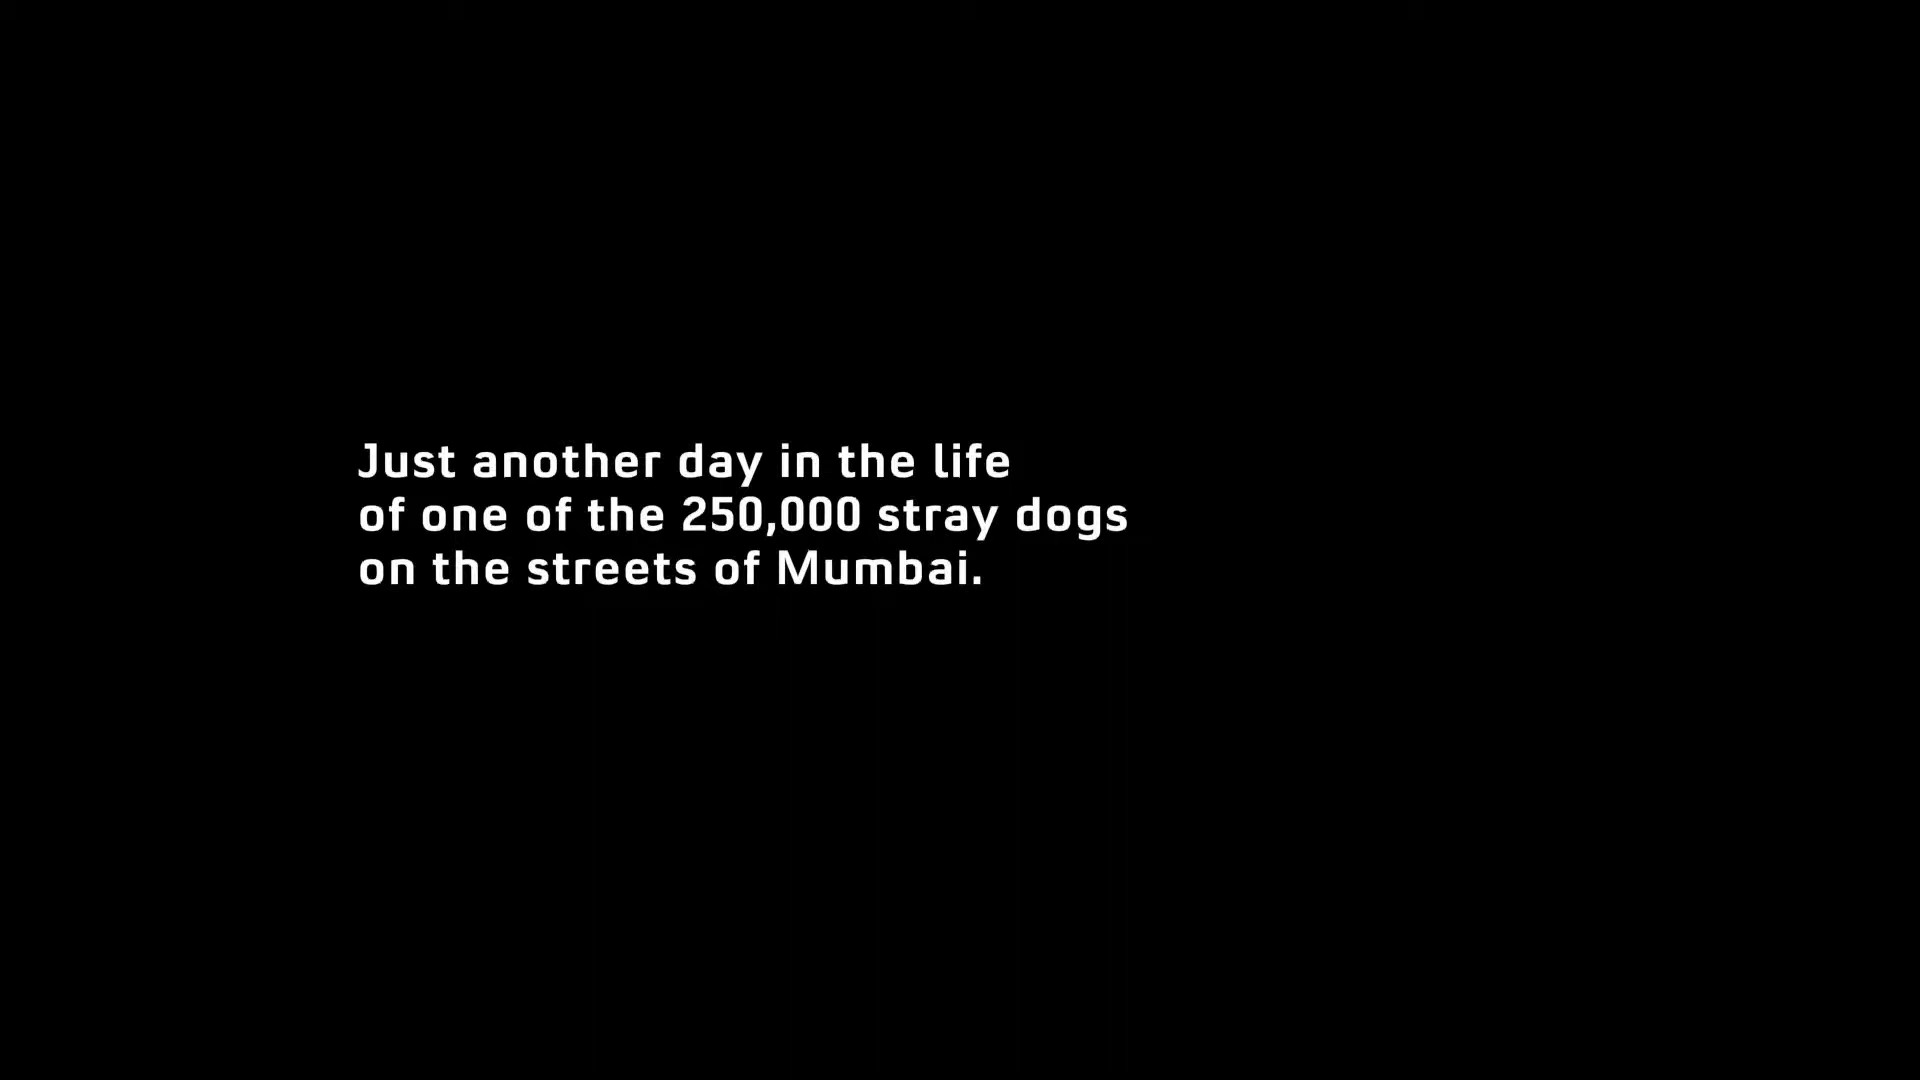 Just another day in the life
of one of the 250,000 stray dogs
on the streets of Mumbai.